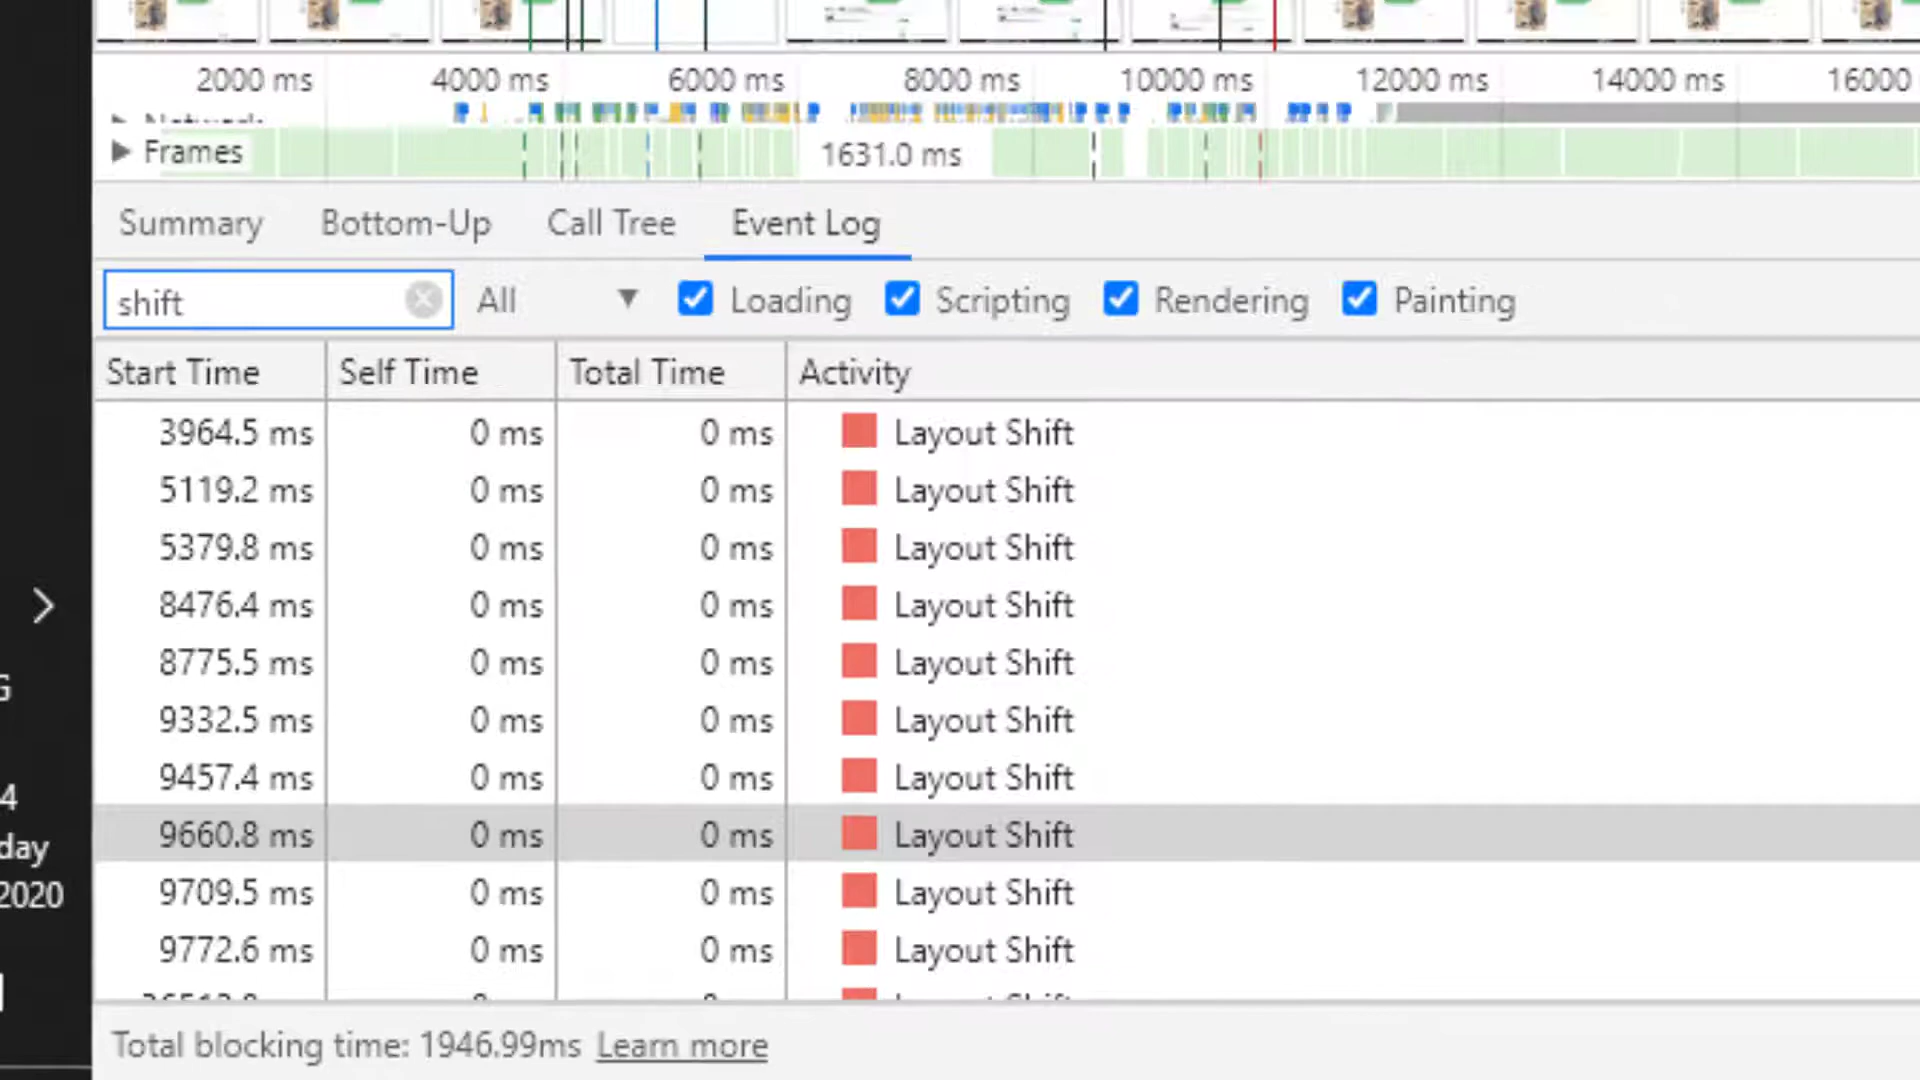 2000 ms 4000 ms 6000 ms 8000 ms 10000 ms 12000 ms 14000 ms 16000
Network
Frames 1631.0 ms
Summary Bottom-Up Call Tree Event Log
shift All Loading Scripting Rendering Painting
Start Time Self Time Total Time Activity
3964.5 ms 0 ms 0 ms Layout Shift
5119.2 ms 0 ms 0 ms Layout Shift
5379.8 ms 0 ms 0 ms Layout Shift
8476.4 ms 0 ms 0 ms Layout Shift
8775.5 ms 0 ms 0 ms Layout Shift
9332.5 ms 0 ms 0 ms Layout Shift
9457.4 ms 0 ms 0 ms Layout Shift
9660.8 ms 0 ms 0 ms Layout Shift
9709.5 ms 0 ms 0 ms Layout Shift
9772.6 ms 0 ms 0 ms Layout Shift
Layout Shift
Total blocking time: 1946.99ms Learn more
G
4
day
2020